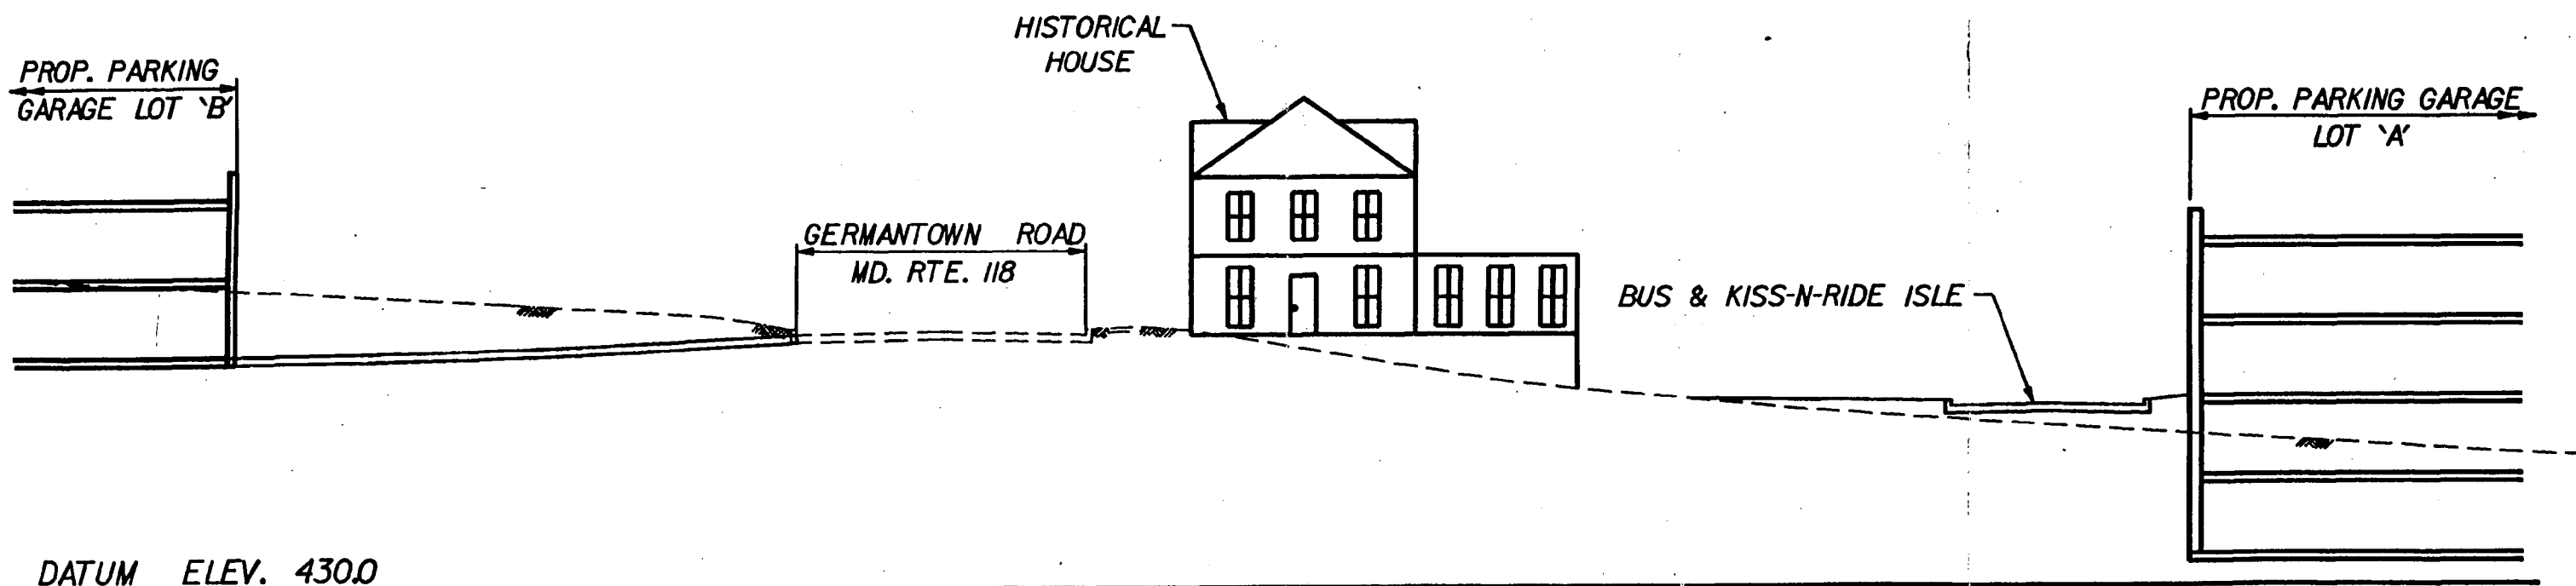 HISTORICAL
HOUSE
PROP. PARKING
GARAGE LOT 'B'
PROP. PARKING GARAGE
LOT 'A'
GERMANTOWN ROAD
MD. RTE. 118
BUS & KISS-N-RIDE ISLE
DATUM ELEV. 430.0